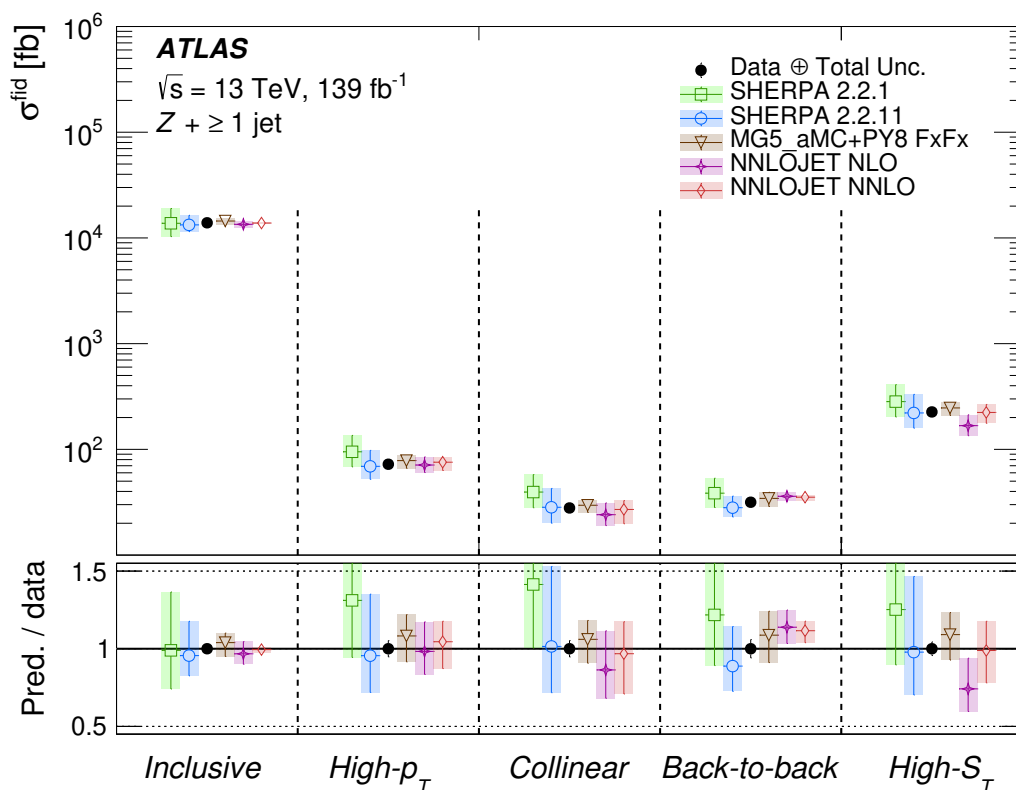 σ^fid [fb]
10^6
10^5
10^4
10^3
10^2
ATLAS
√s = 13 TeV, 139 fb^-1
Z + ≥ 1 jet
Data ⊕ Total Unc.
SHERPA 2.2.1
SHERPA 2.2.11
MG5_aMC+PY8 FxFx
NNLOJET NLO
NNLOJET NNLO
Pred. / data
1.5
1
0.5
Inclusive
High-p_T
Collinear
Back-to-back
High-S_T